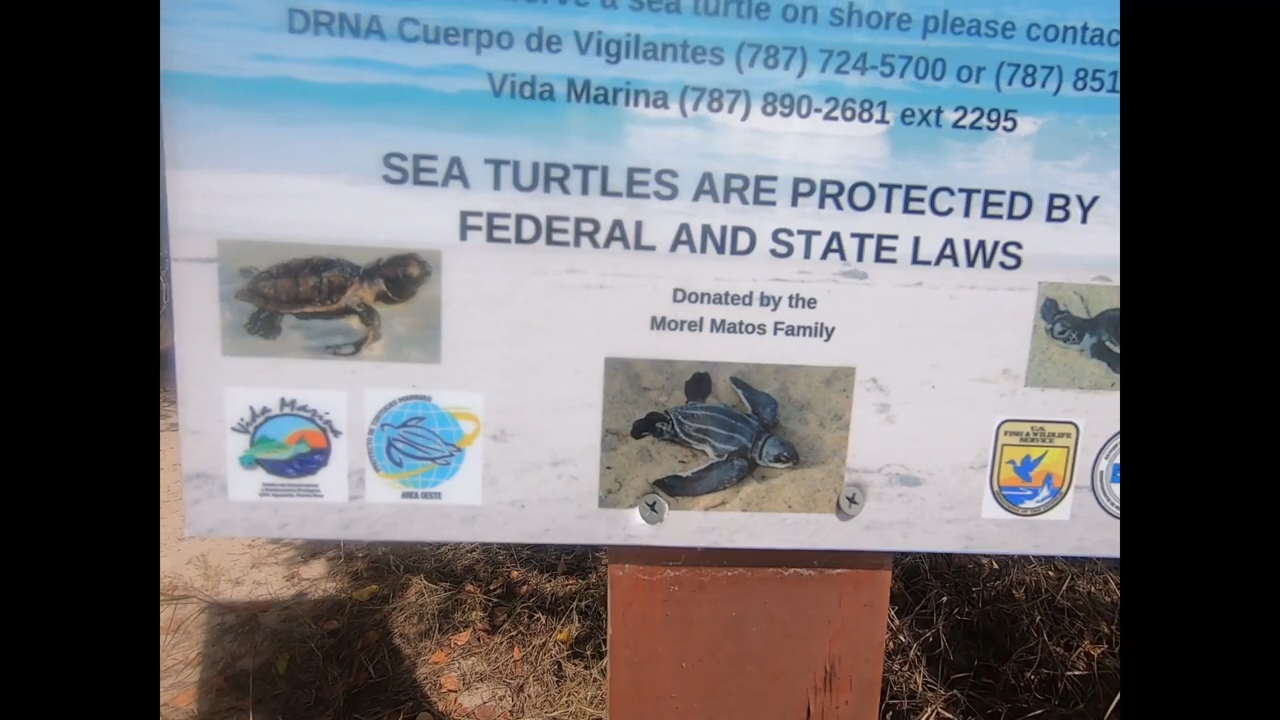 a sea turtle on shore please contac
DRNA Cuerpo de Vigilantes (787) 724-5700 or (787) 851
Vida Marina (787) 890-2681 ext 2295
SEA TURTLES ARE PROTECTED BY
FEDERAL AND STATE LAWS
Donated by the
Morel Matos Family
Vida Marina
AREA OESTE
U.S.
FISH & WILDLIFE
SERVICE